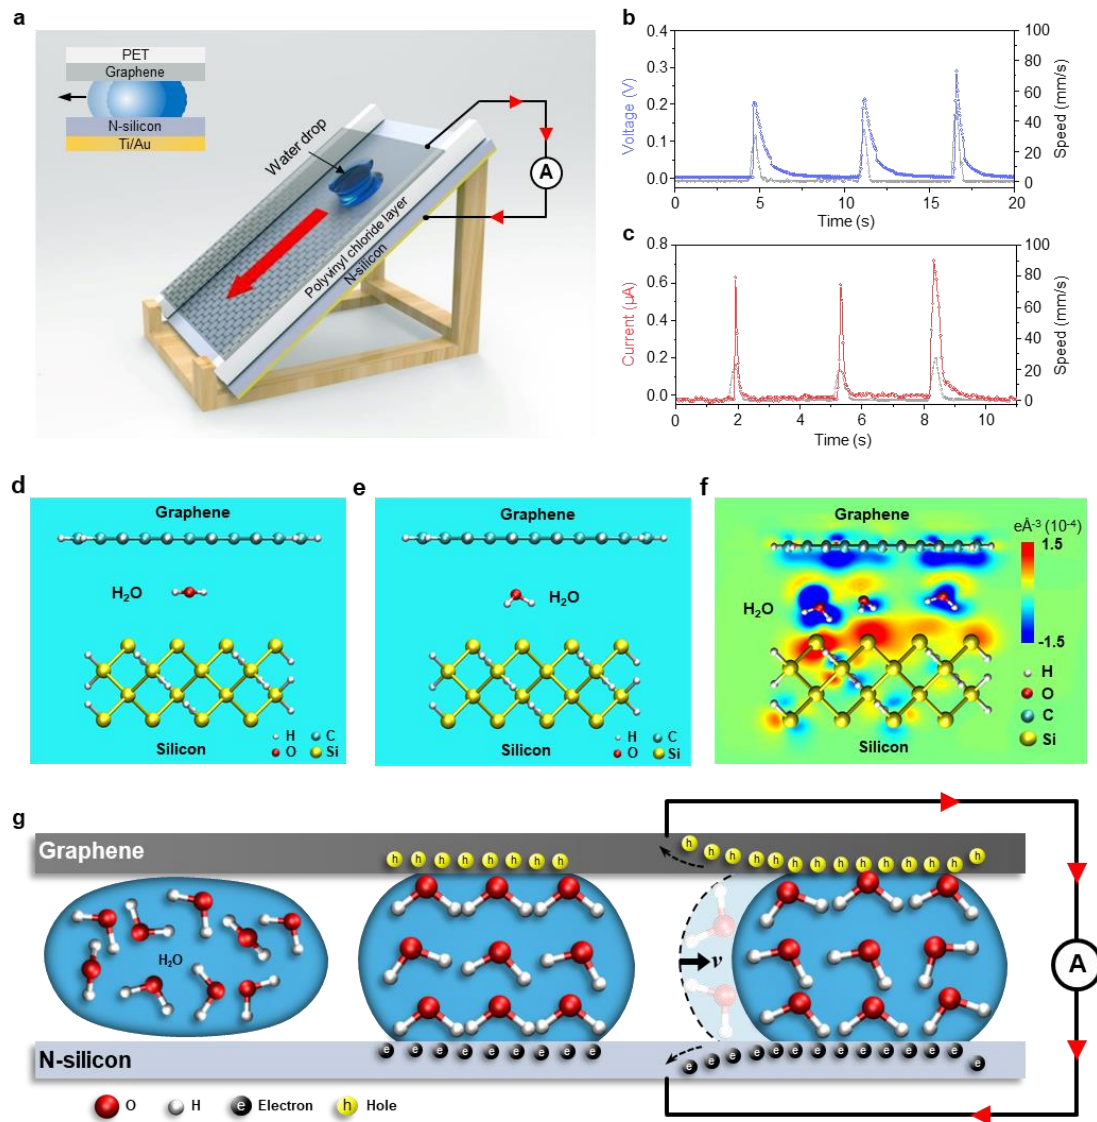 a
PET
Graphene
N-silicon
Ti/Au
Water drop
Polyvinyl chloride layer
N-silicon
A
b
0.4
0.3
0.2
0.1
0.0
Voltage (V)
100
80
60
40
20
0
Speed (mm/s)
0 5 10 15 20
Time (s)
c
0.8
0.6
0.4
0.2
0.0
Current (μA)
100
80
60
40
20
0
Speed (mm/s)
0 2 4 6 8 10
Time (s)
d
Graphene
H₂O
Silicon
H C
O Si
e
Graphene
H₂O
Silicon
H C
O Si
f
Graphene
eÅ⁻³ (10⁻⁴)
1.5
-1.5
H₂O
H
O
C
Si
Silicon
g
Graphene
h h h h h h h h
h h h h h h h h h h h h h
H₂O
v
A
N-silicon
e e e e e e e e e
e e e e e e e e e e e e e e
O H e Electron h Hole